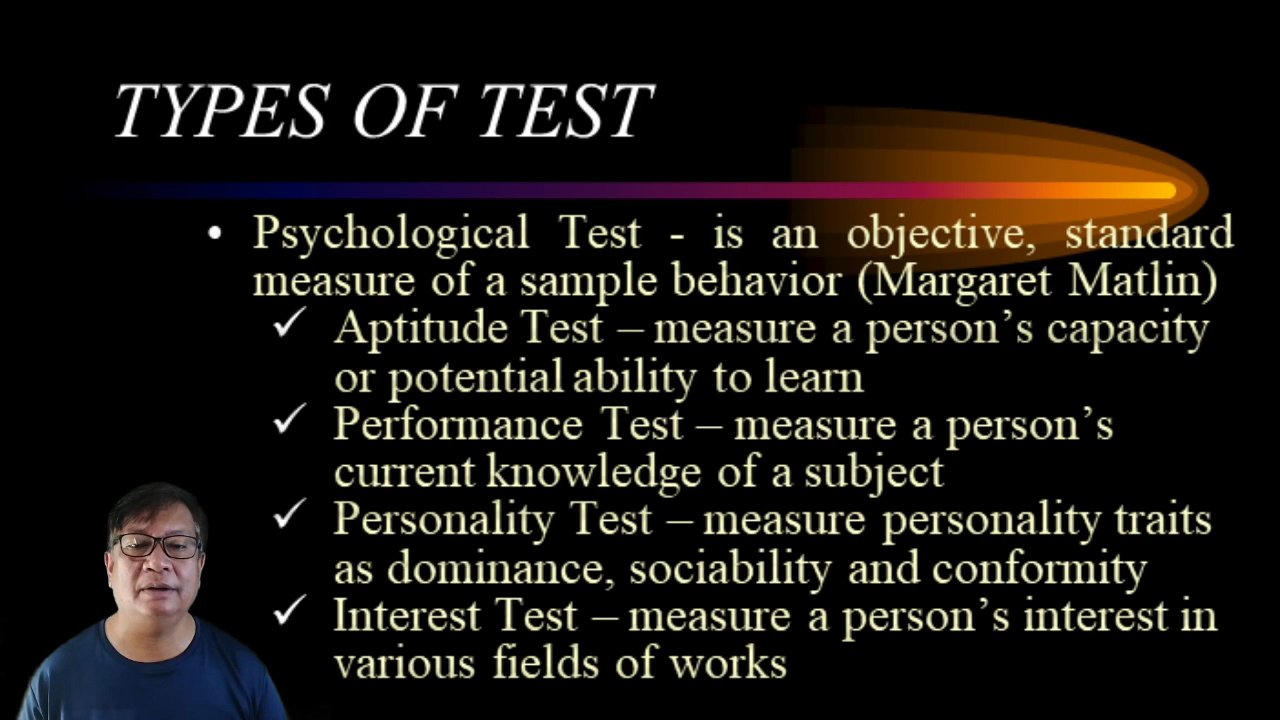 TYPES OF TEST
• Psychological Test - is an objective, standard
measure of a sample behavior (Margaret Matlin)
✓ Aptitude Test – measure a person’s capacity
or potential ability to learn
✓ Performance Test – measure a person’s
current knowledge of a subject
✓ Personality Test – measure personality traits
as dominance, sociability and conformity
✓ Interest Test – measure a person’s interest in
various fields of works